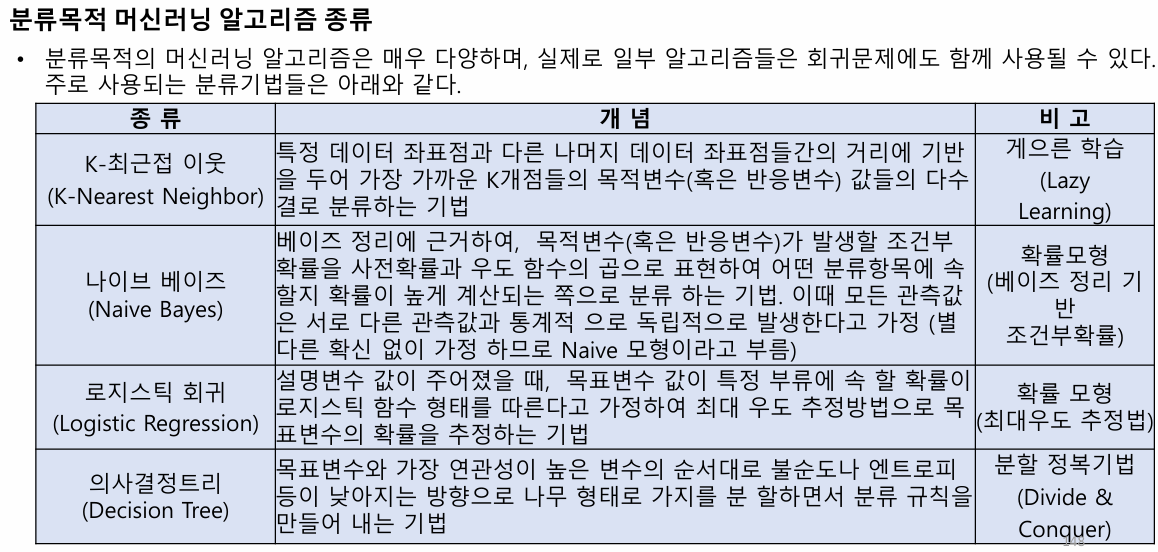 분류목적 머신러닝 알고리즘 종류
• 분류목적의 머신러닝 알고리즘은 매우 다양하며, 실제로 일부 알고리즘들은 회귀문제에도 함께 사용될 수 있다.
주로 사용되는 분류기법들은 아래와 같다.
종 류 개 념 비 고
K-최근접 이웃
(K-Nearest Neighbor)
특정 데이터 좌표점과 다른 나머지 데이터 좌표점들간의 거리에 기반
을 두어 가장 가까운 K개점들의 목적변수(혹은 반응변수) 값들의 다수
결로 분류하는 기법
게으른 학습
(Lazy
Learning)
나이브 베이즈
(Naive Bayes)
베이즈 정리에 근거하여, 목적변수(혹은 반응변수)가 발생할 조건부
확률을 사전확률과 우도 함수의 곱으로 표현하여 어떤 분류항목에 속
할지 확률이 높게 계산되는 쪽으로 분류 하는 기법. 이때 모든 관측값
은 서로 다른 관측값과 통계적 으로 독립적으로 발생한다고 가정 (별
다른 확신 없이 가정 하므로 Naive 모형이라고 부름)
확률모형
(베이즈 정리 기
반
조건부확률)
로지스틱 회귀
(Logistic Regression)
설명변수 값이 주어졌을 때, 목표변수 값이 특정 부류에 속 할 확률이
로지스틱 함수 형태를 따른다고 가정하여 최대 우도 추정방법으로 목
표변수의 확률을 추정하는 기법
확률 모형
(최대우도 추정법)
의사결정트리
(Decision Tree)
목표변수와 가장 연관성이 높은 변수의 순서대로 불순도나 엔트로피
등이 낮아지는 방향으로 나무 형태로 가지를 분 할하면서 분류 규칙을
만들어 내는 기법
분할 정복기법
(Divide &
Conquer)